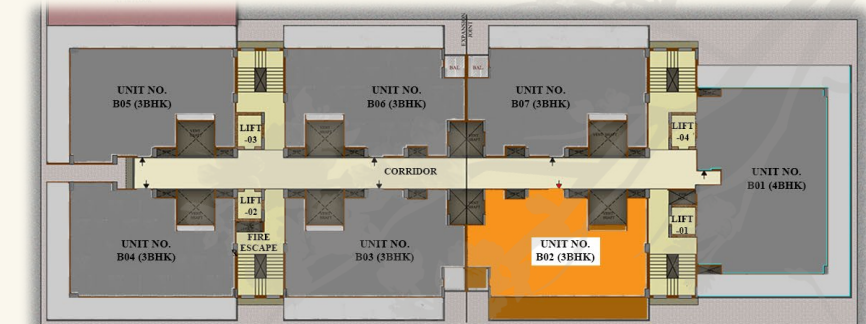 EXPANSION
JOINT
BAL.
BAL.
UNIT NO.
B05 (3BHK)
UNIT NO.
B06 (3BHK)
UNIT NO.
B07 (3BHK)
LIFT
-03
LIFT
-04
CORRIDOR
UNIT NO.
B01 (4BHK)
LIFT
-02
LIFT
-01
FIRE
ESCAPE
UNIT NO.
B04 (3BHK)
UNIT NO.
B03 (3BHK)
UNIT NO.
B02 (3BHK)